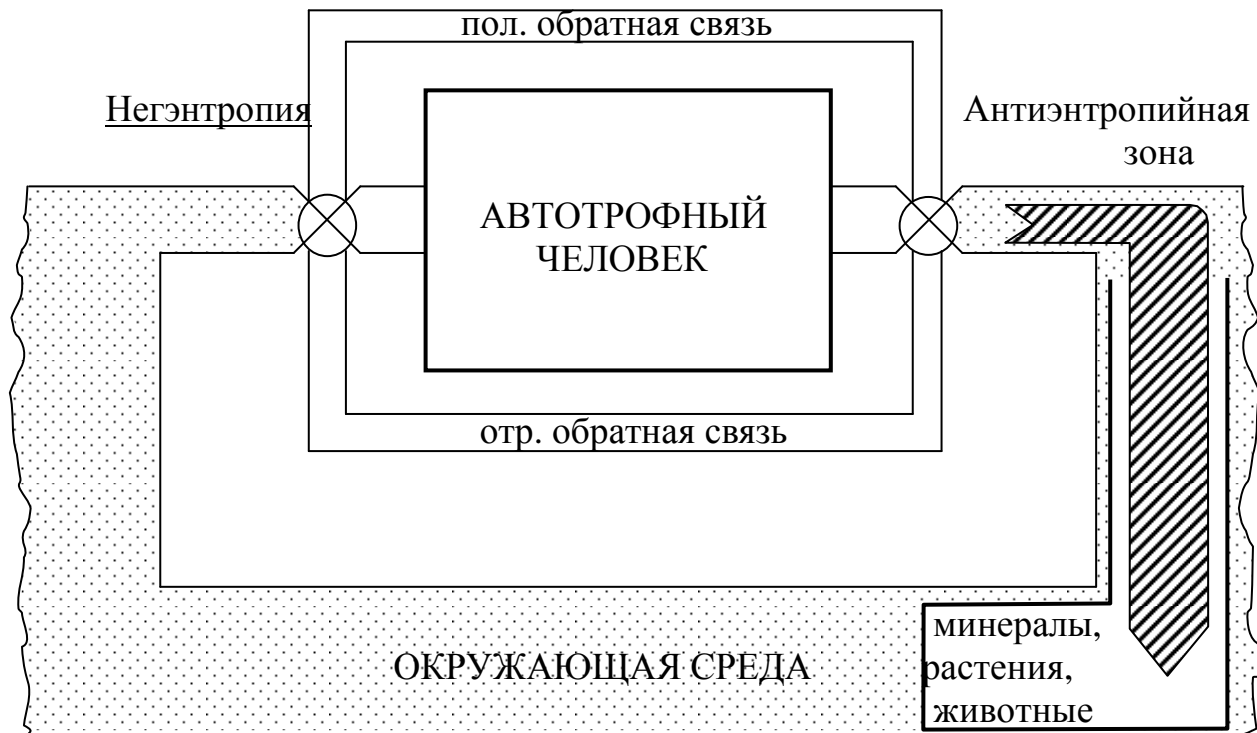 пол. обратная связь
Негэнтропия
Антиэнтропийная
зона
АВТОТРОФНЫЙ
ЧЕЛОВЕК
отр. обратная связь
ОКРУЖАЮЩАЯ СРЕДА
минералы,
растения,
животные